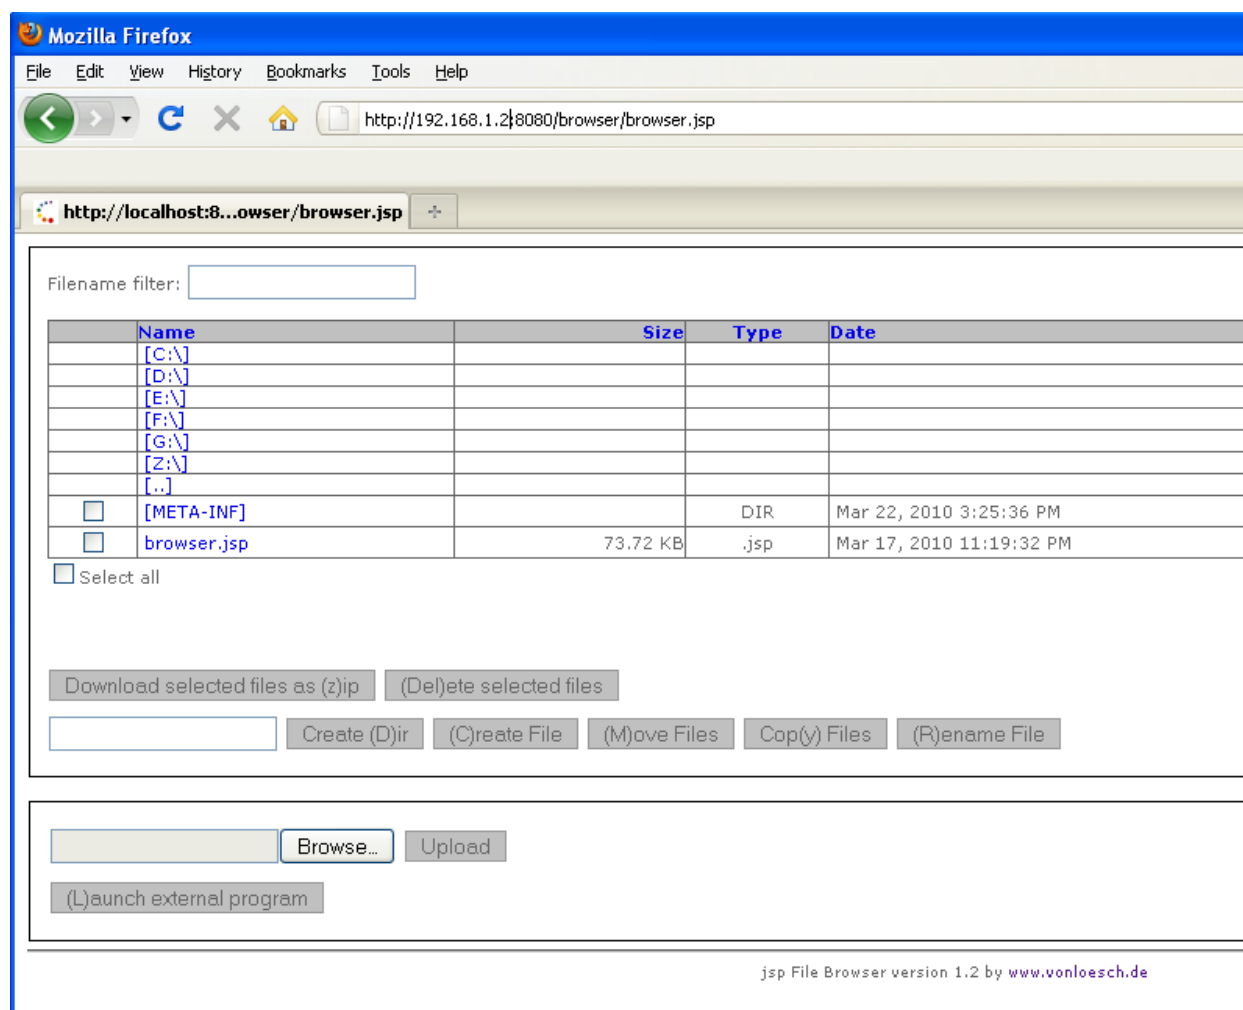 Mozilla Firefox
File Edit View History Bookmarks Tools Help
http://192.168.1.2:8080/browser/browser.jsp
http://localhost:8...owser/browser.jsp
Filename filter:
Name Size Type Date
[C:\]
[D:\]
[E:\]
[F:\]
[G:\]
[Z:\]
[..]
[META-INF] DIR Mar 22, 2010 3:25:36 PM
browser.jsp 73.72 KB .jsp Mar 17, 2010 11:19:32 PM
Select all
Download selected files as (z)ip (Del)ete selected files
Create (D)ir (C)reate File (M)ove Files Cop(y) Files (R)ename File
Browse... Upload
(L)aunch external program
jsp File Browser version 1.2 by www.vonloesch.de